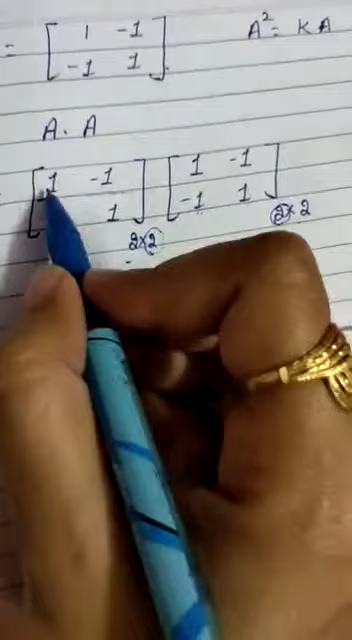 = [ 1 -1 A² = KA
-1 1 ].
A. A
[ 1 -1 ] [ 1 -1 ]
1 -1 1
2×2 2×2